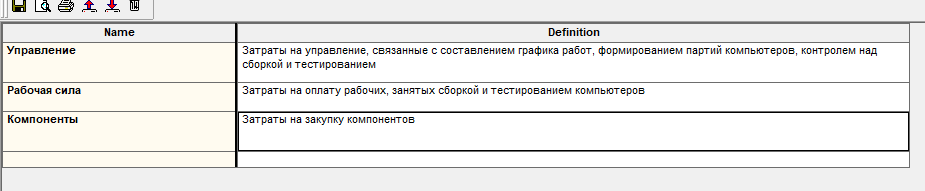 Name Definition
Управление Затраты на управление, связанные с составлением графика работ, формированием партий компьютеров, контролем над
сборкой и тестированием
Рабочая сила Затраты на оплату рабочих, занятых сборкой и тестированием компьютеров
Компоненты Затраты на закупку компонентов